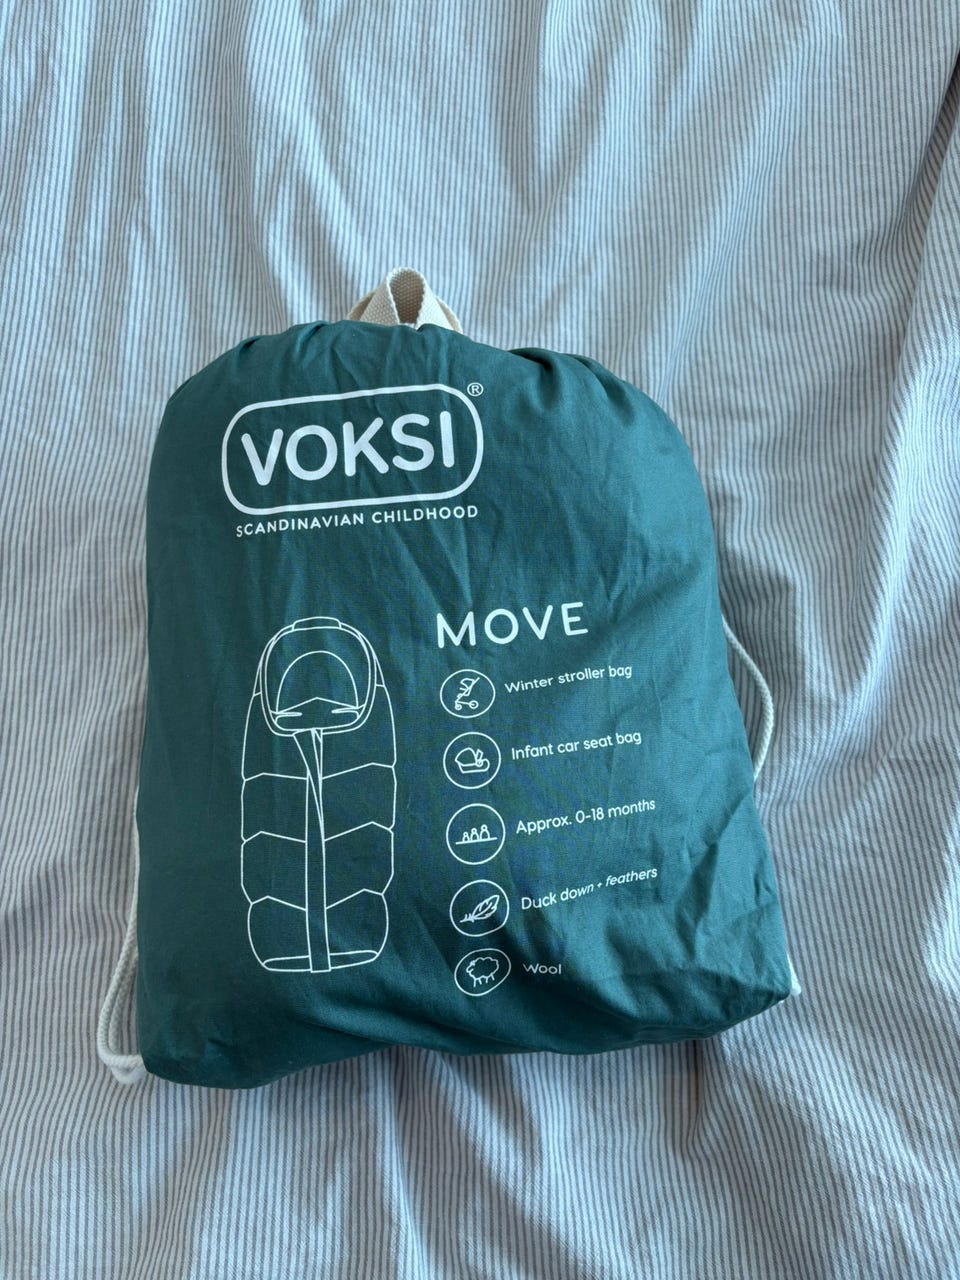 VOKSI®
SCANDINAVIAN CHILDHOOD
MOVE
Winter stroller bag
Infant car seat bag
Approx. 0-18 months
Duck down + feathers
Wool